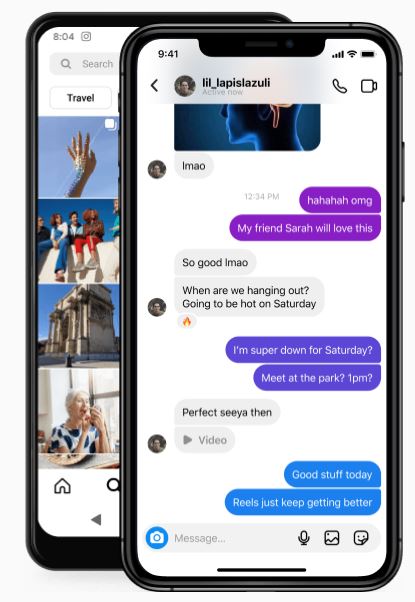 8:04
Search
Travel
9:41
lil_lapislazuli
Active now
lmao
12:34 PM
hahahah omg
My friend Sarah will love this
So good lmao
When are we hanging out?
Going to be hot on Saturday
🔥
I'm super down for Saturday?
Meet at the park? 1pm?
Perfect seeya then
Video
Good stuff today
Reels just keep getting better
Message...